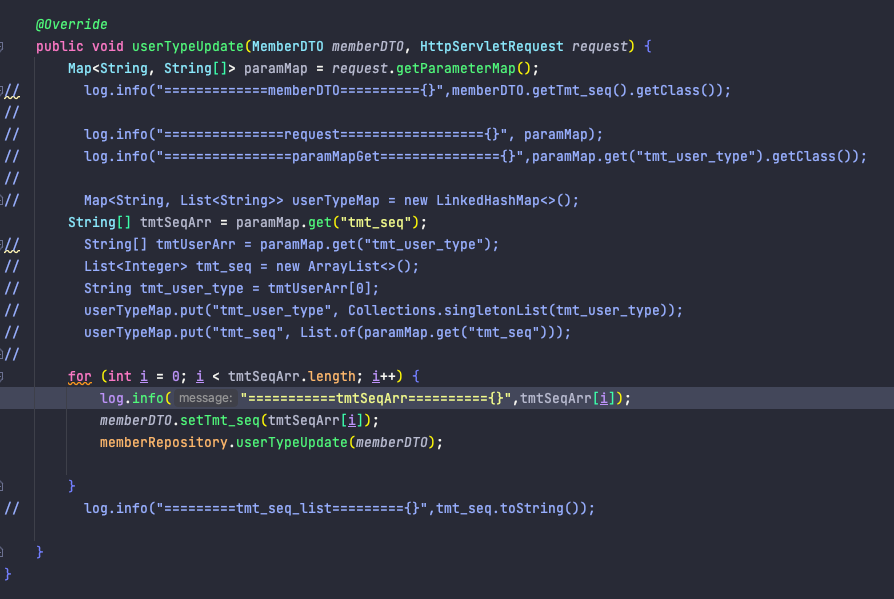 @Override
public void userTypeUpdate(MemberDTO memberDTO, HttpServletRequest request) {
    Map<String, String[]> paramMap = request.getParameterMap();
//        log.info("=============memberDTO=========={}",memberDTO.getTmt_seq().getClass());
//
//        log.info("===============request=================={}", paramMap);
//        log.info("================paramMapGet==============={}",paramMap.get("tmt_user_type").getClass());
//
//        Map<String, List<String>> userTypeMap = new LinkedHashMap<>();
    String[] tmtSeqArr = paramMap.get("tmt_seq");
//        String[] tmtUserArr = paramMap.get("tmt_user_type");
//        List<Integer> tmt_seq = new ArrayList<>();
//        String tmt_user_type = tmtUserArr[0];
//        userTypeMap.put("tmt_user_type", Collections.singletonList(tmt_user_type));
//        userTypeMap.put("tmt_seq", List.of(paramMap.get("tmt_seq")));
//
    for (int i = 0; i < tmtSeqArr.length; i++) {
        log.info( message: "===========tmtSeqArr=========={}",tmtSeqArr[i]);
        memberDTO.setTmt_seq(tmtSeqArr[i]);
        memberRepository.userTypeUpdate(memberDTO);
    }
//        log.info("=========tmt_seq_list========={}",tmt_seq.toString());
}
}